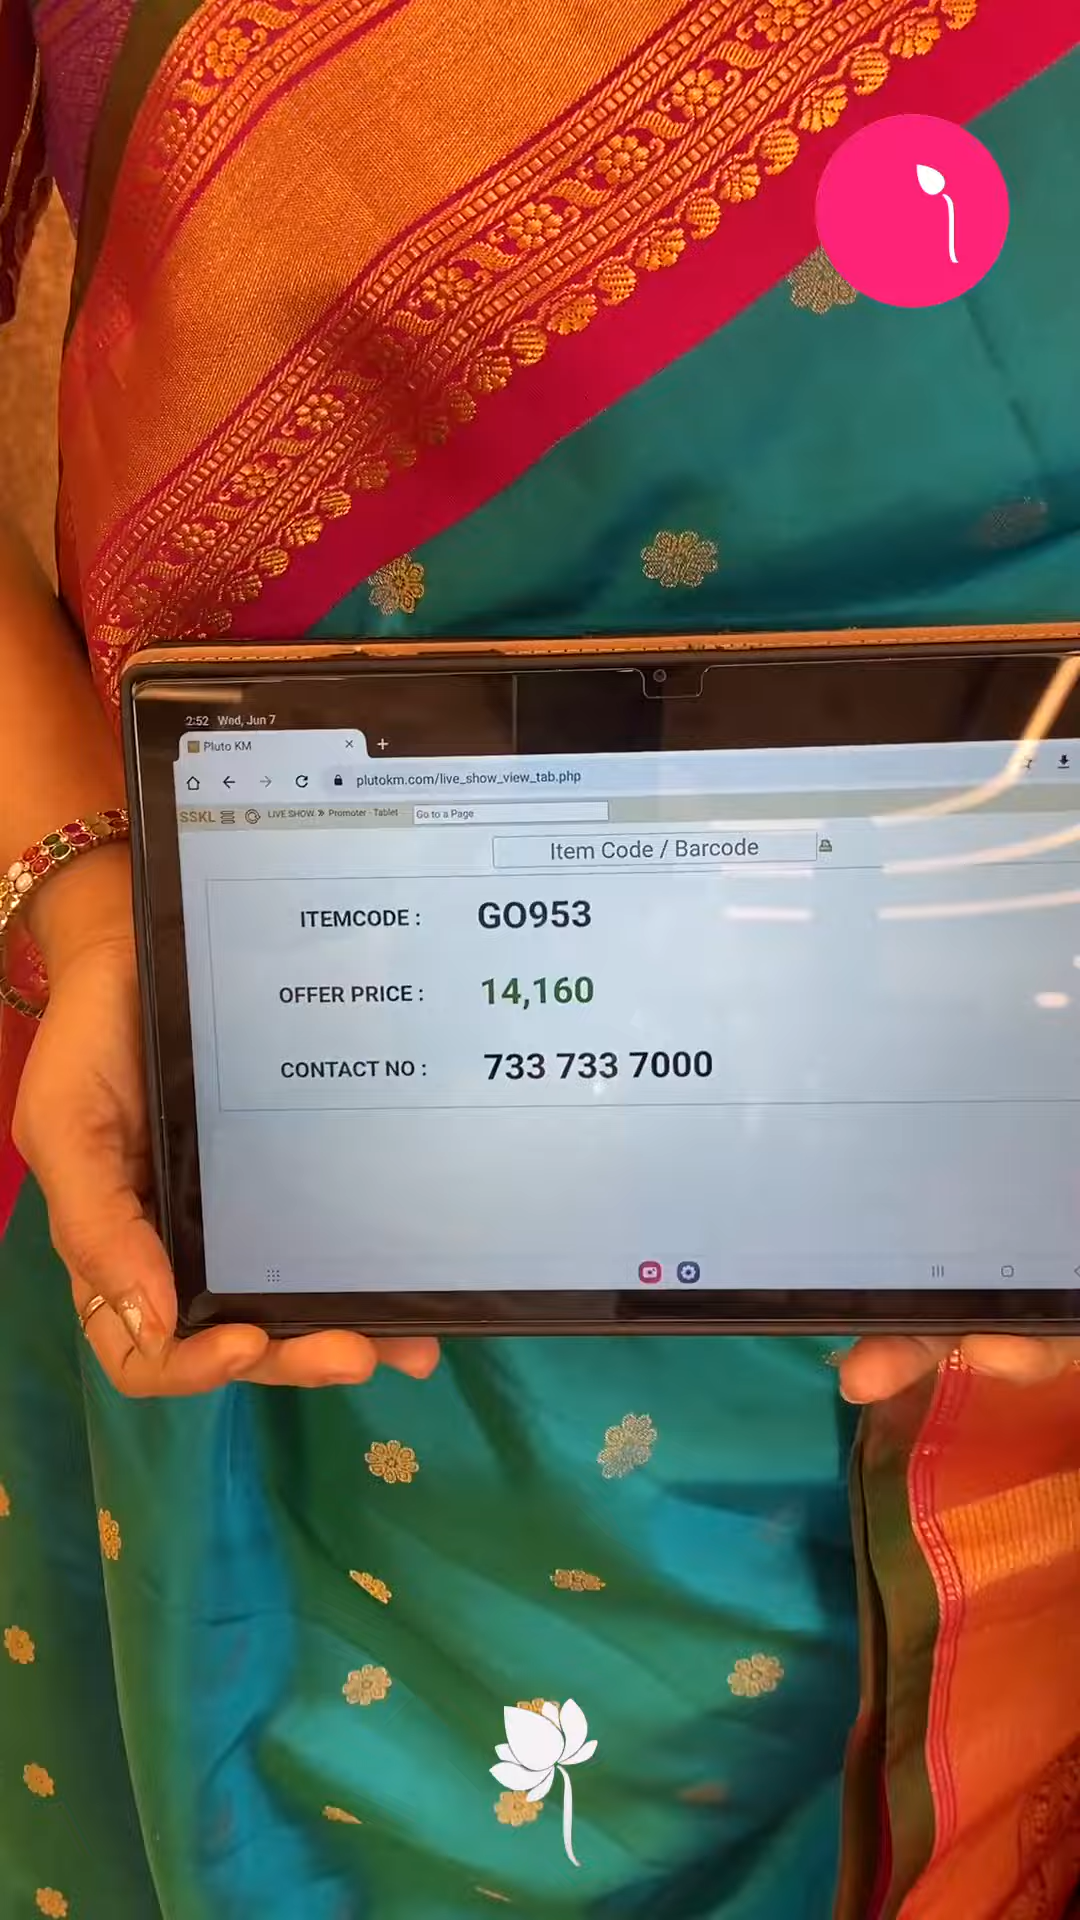 2:52 Wed, Jun 7
Pluto KM
plutokm.com/live_show_view_tab.php
SSKL LIVE SHOW » Promoter - Tablet Go to a Page
Item Code / Barcode
ITEMCODE : GO953
OFFER PRICE : 14,160
CONTACT NO : 733 733 7000